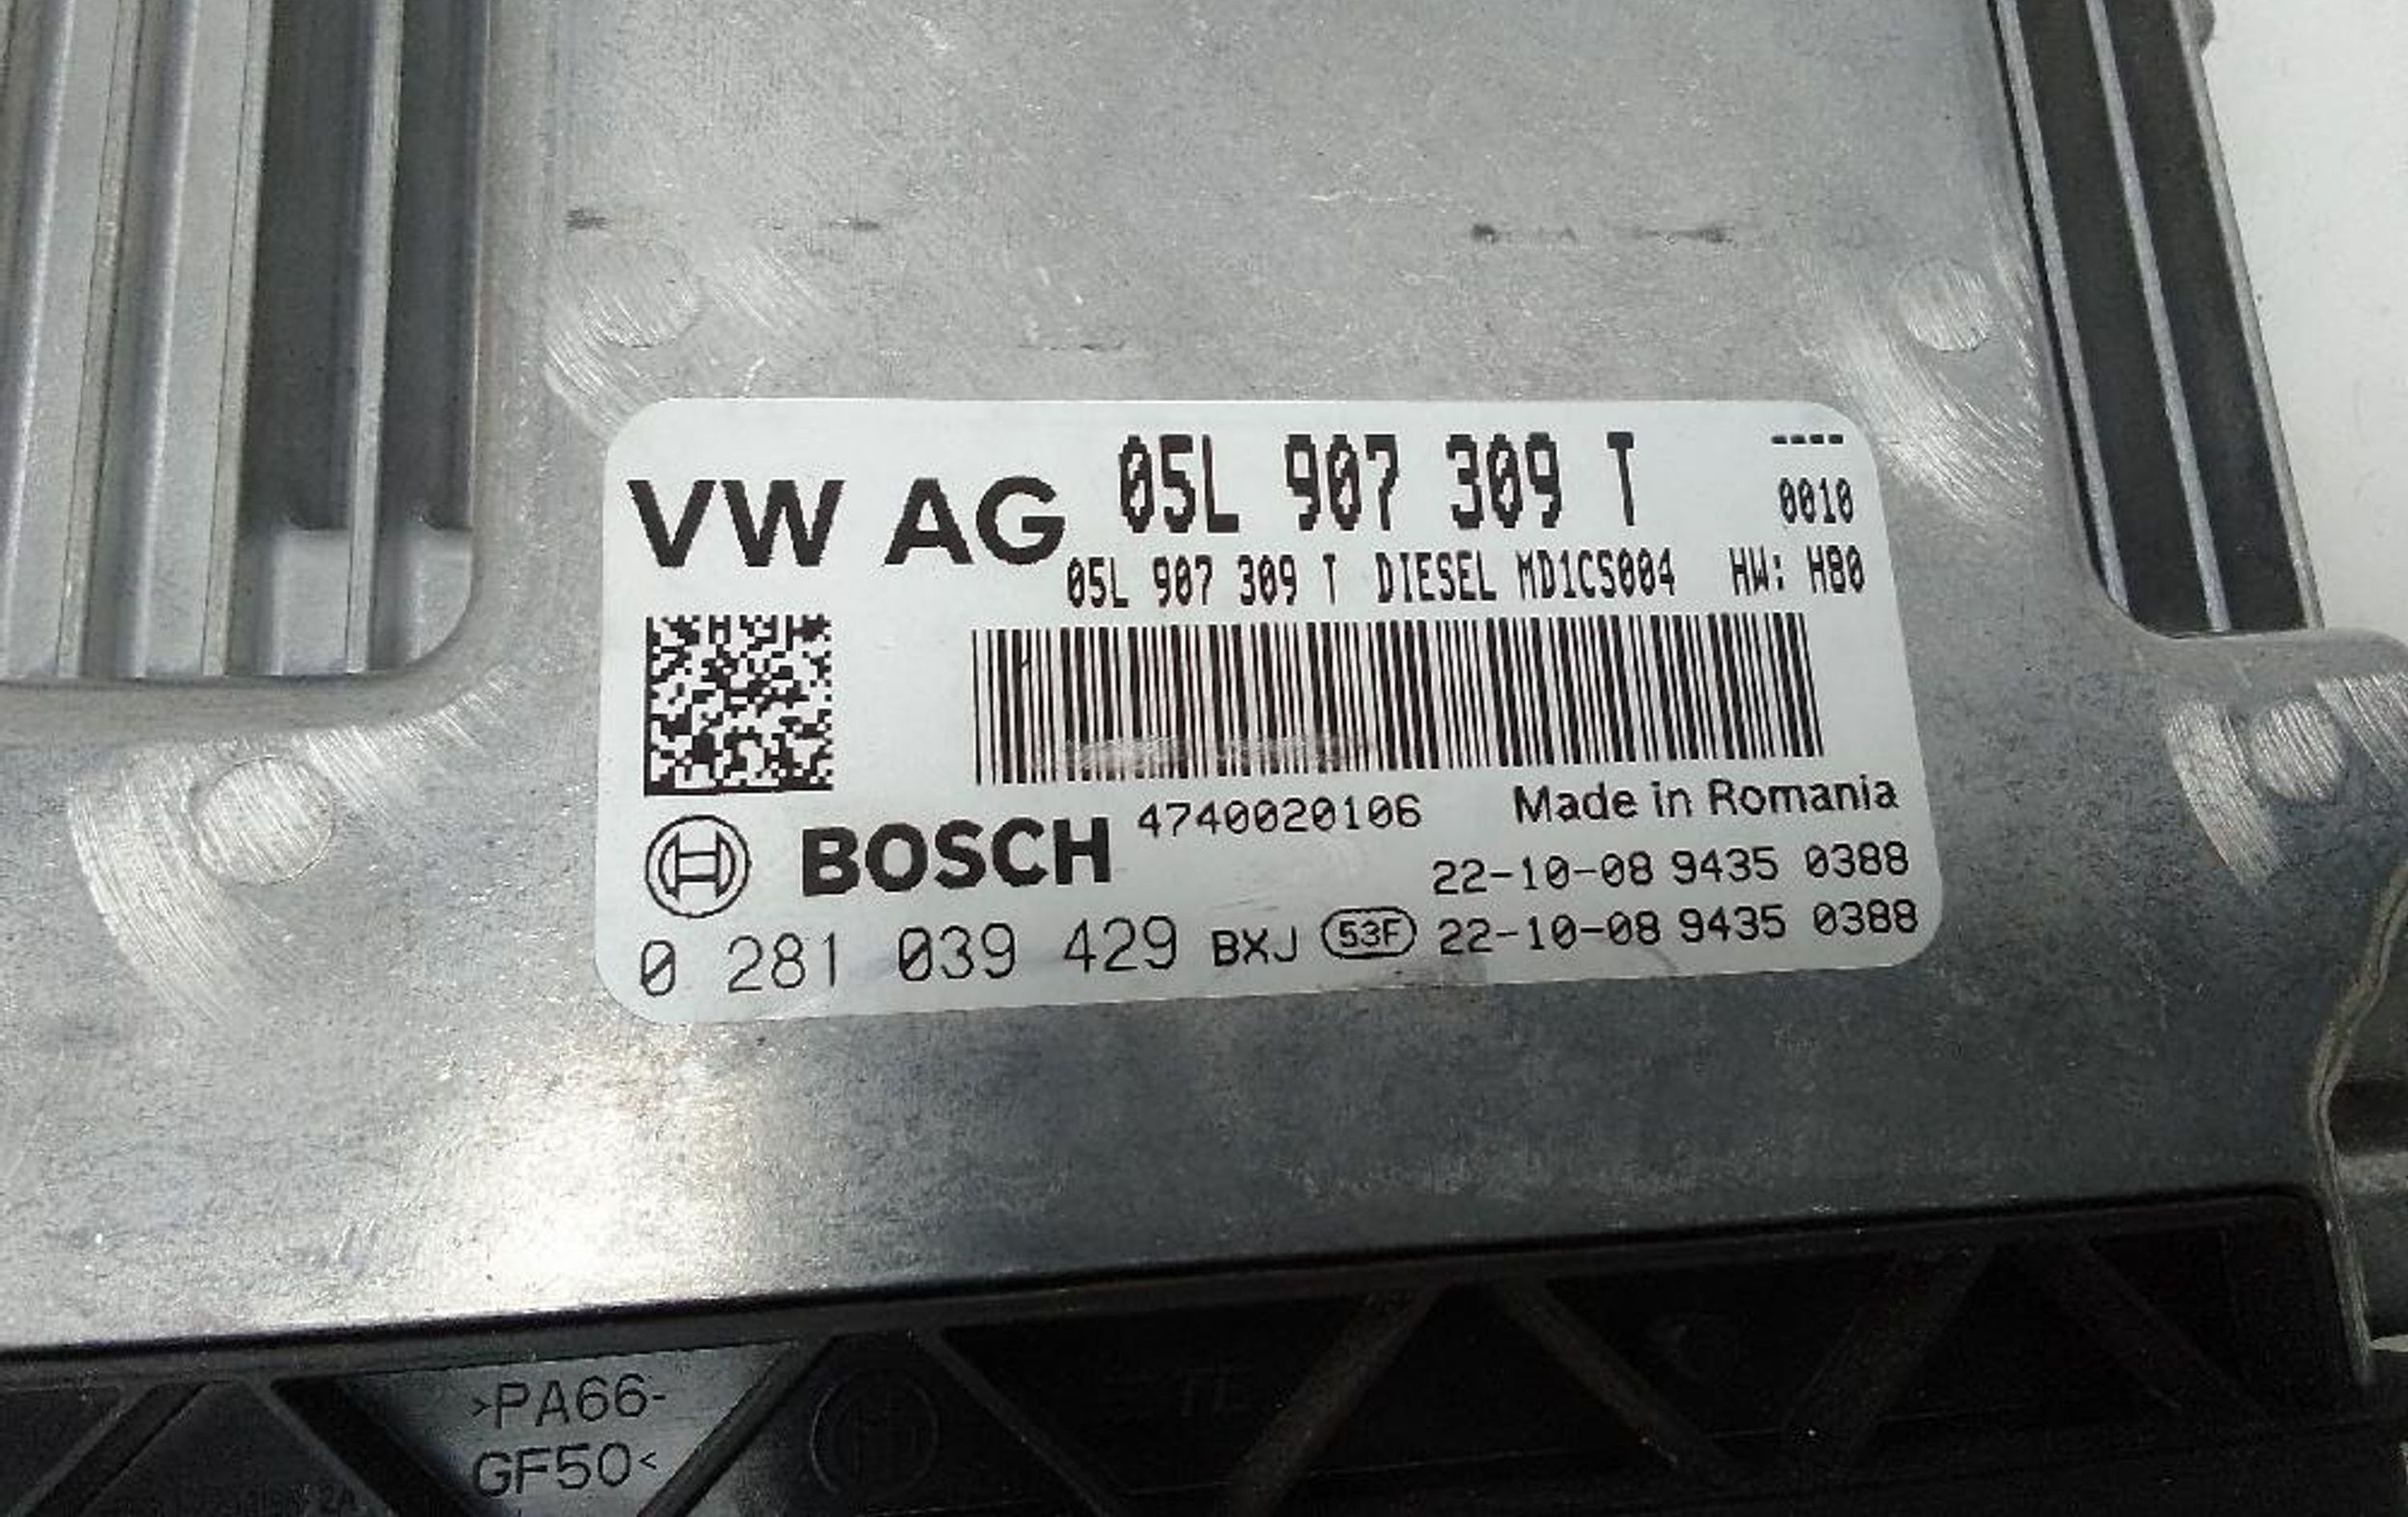 VW AG 05L 907 309 T ----
0010
05L 907 309 T DIESEL MD1CS004 HW: H80
BOSCH 4740020106 Made in Romania
22-10-08 9435 0388
0 281 039 429 BXJ 53F 22-10-08 9435 0388
>PA66-
GF50<